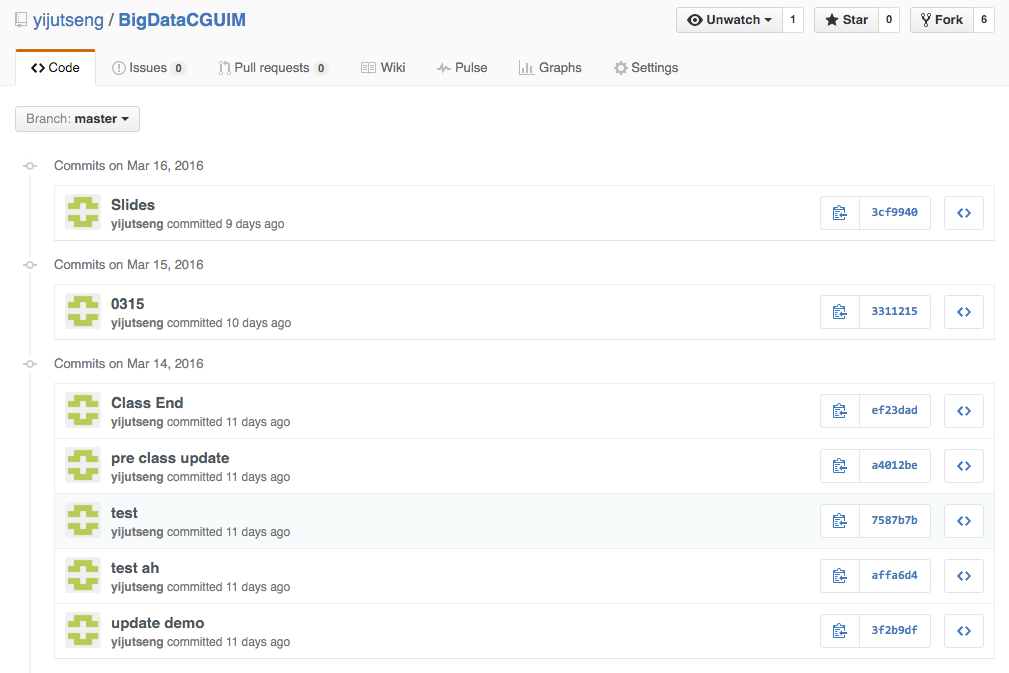 yijutseng / BigDataCGUIM
Unwatch 1 Star 0 Fork 6
Code Issues 0 Pull requests 0 Wiki Pulse Graphs Settings
Branch: master
Commits on Mar 16, 2016
Slides
yijutseng committed 9 days ago
3cf9940
Commits on Mar 15, 2016
0315
yijutseng committed 10 days ago
3311215
Commits on Mar 14, 2016
Class End
yijutseng committed 11 days ago
ef23dad
pre class update
yijutseng committed 11 days ago
a4012be
test
yijutseng committed 11 days ago
7587b7b
test ah
yijutseng committed 11 days ago
affa6d4
update demo
yijutseng committed 11 days ago
3f2b9df